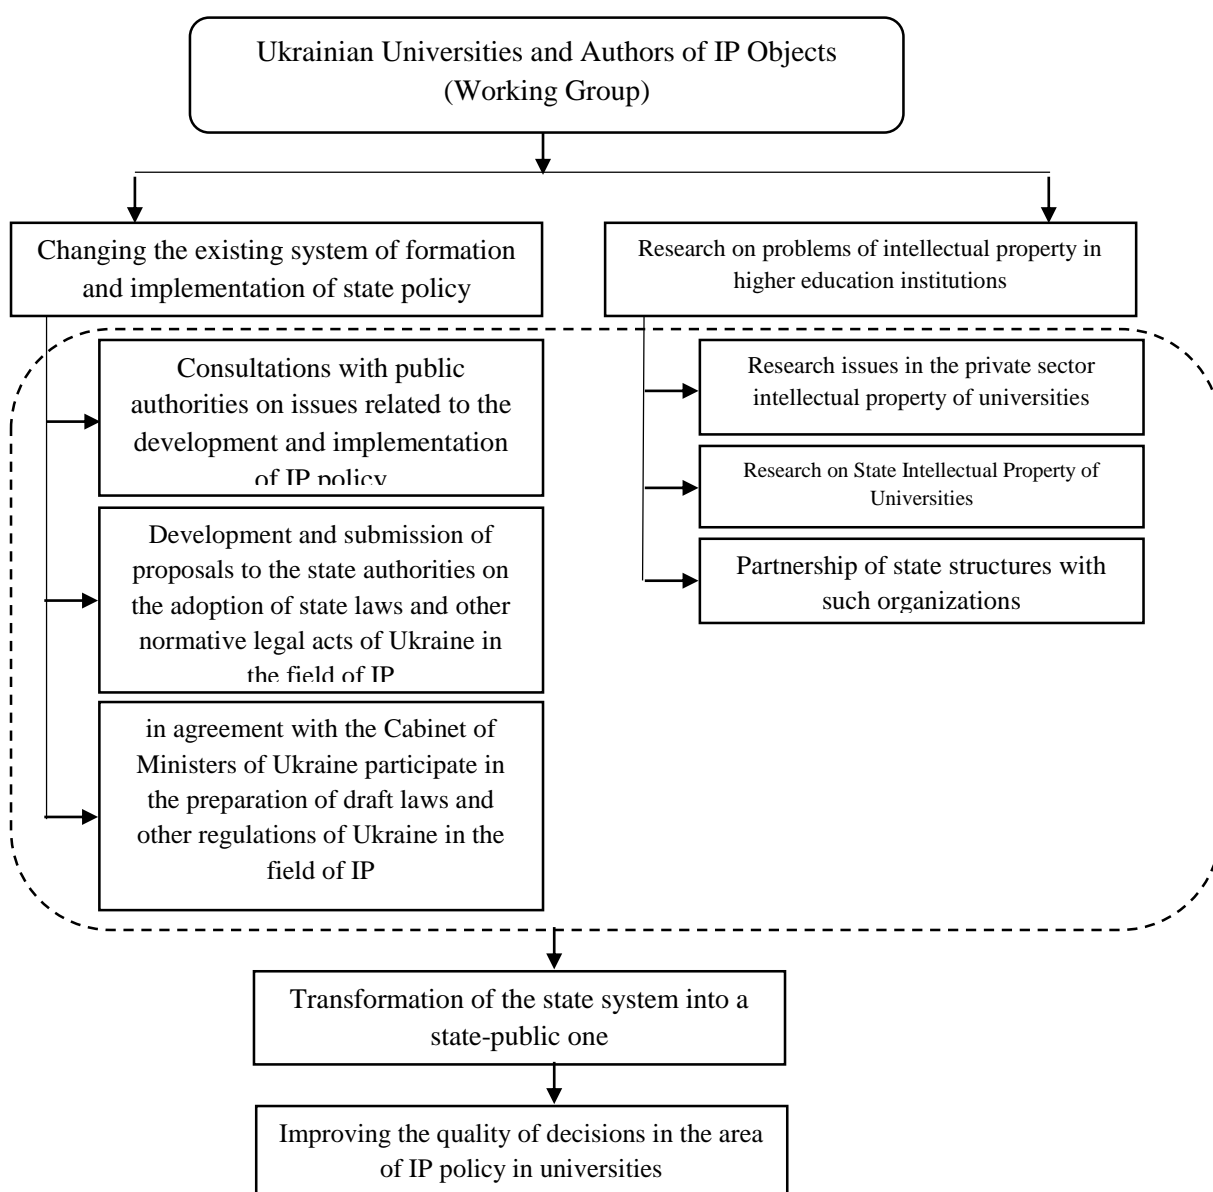 Ukrainian Universities and Authors of IP Objects
(Working Group)
Changing the existing system of formation
and implementation of state policy
Research on problems of intellectual property in
higher education institutions
Consultations with public
authorities on issues related to the
development and implementation
of IP policy
Development and submission of
proposals to the state authorities on
the adoption of state laws and other
normative legal acts of Ukraine in
the field of IP
in agreement with the Cabinet of
Ministers of Ukraine participate in
the preparation of draft laws and
other regulations of Ukraine in the
field of IP
Research issues in the private sector
intellectual property of universities
Research on State Intellectual Property of
Universities
Partnership of state structures with
such organizations
Transformation of the state system into a
state-public one
Improving the quality of decisions in the area
of IP policy in universities